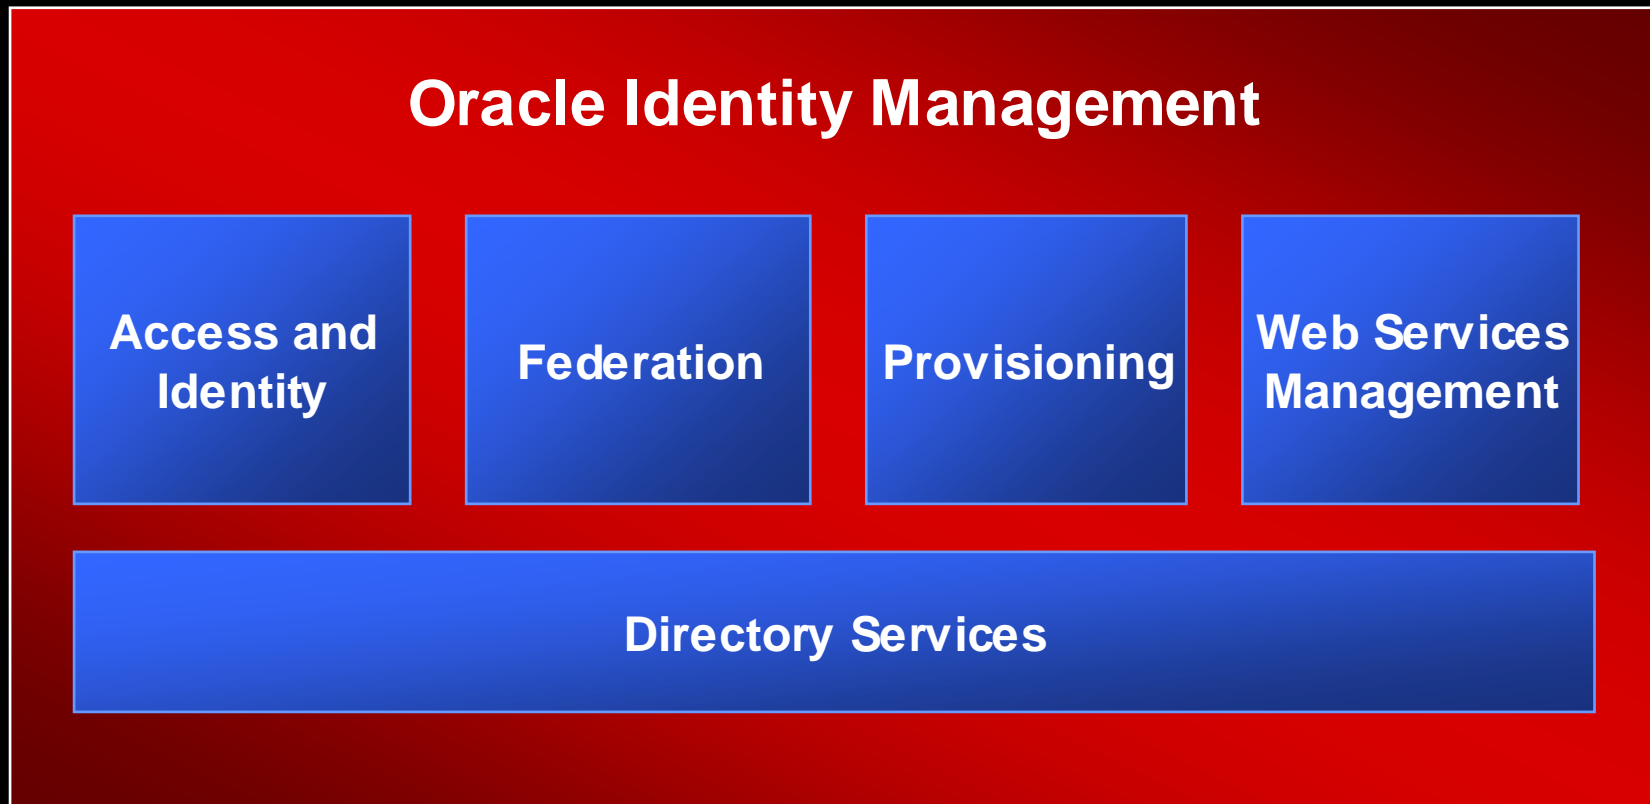 Oracle Identity Management
Access and
Identity
Federation
Provisioning
Web Services
Management
Directory Services